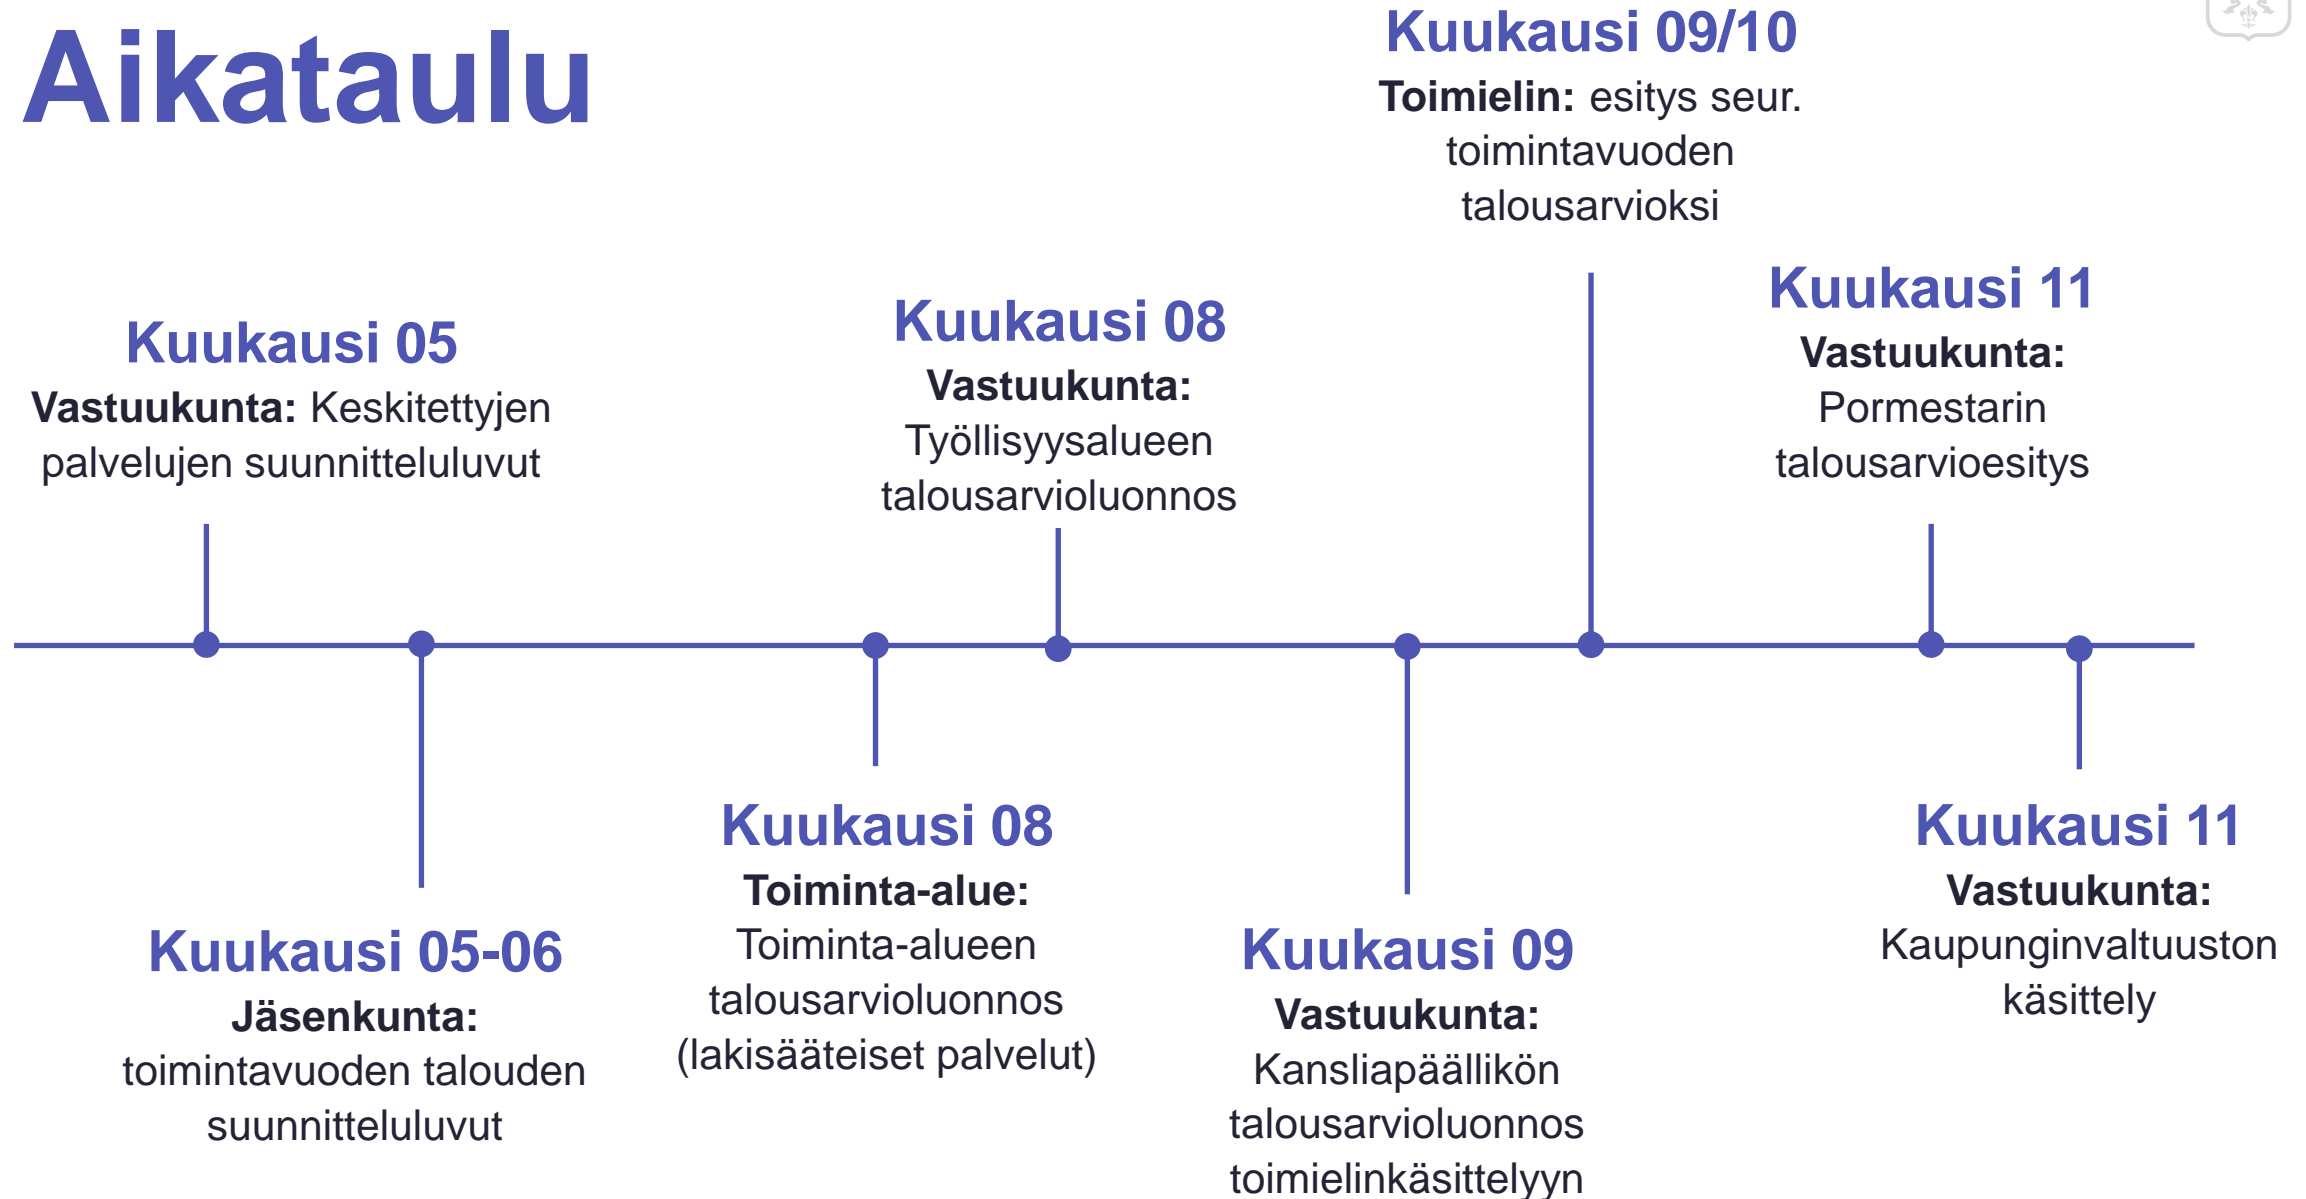 Aikataulu
Kuukausi 05
Vastuukunta: Keskitettyjen
palvelujen suunnitteluluvut
Kuukausi 05-06
Jäsenkunta:
toimintavuoden talouden
suunnitteluluvut
Kuukausi 08
Toiminta-alue:
Toiminta-alueen
talousarvioluonnos
(lakisääteiset palvelut)
Kuukausi 08
Vastuukunta:
Työllisyysalueen
talousarvioluonnos
Kuukausi 09
Vastuukunta:
Kansliapäällikön
talousarvioluonnos
toimielinkäsittelyyn
Kuukausi 09/10
Toimielin: esitys seur.
toimintavuoden
talousarvioksi
Kuukausi 11
Vastuukunta:
Pormestarin
talousarvioesitys
Kuukausi 11
Vastuukunta:
Kaupunginvaltuuston
käsittely